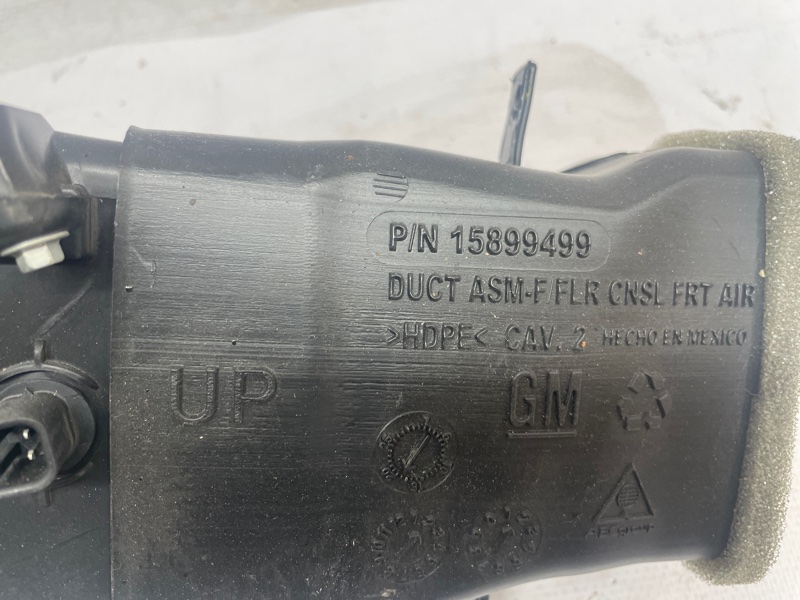 P/N 15899499
DUCT ASM-F/FLR CNSL FRT AIR
>HDPE< CAV. 2 HECHO EN MEXICO
UP GM